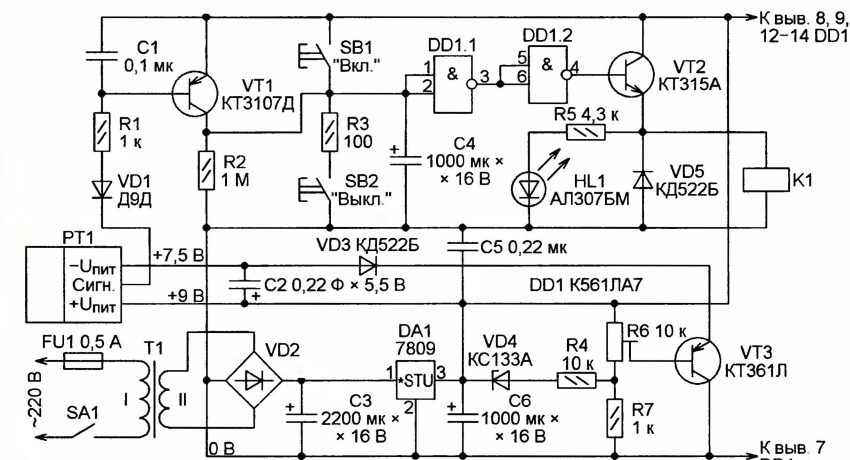 К выв. 8, 9,
12–14 DD1
C1
0,1 мк
VT1
КТ3107Д
SB1
"Вкл."
DD1.1
DD1.2
&
&
1
2
3
5
6
4
VT2
КТ315А
R1
1 к
R2
1 М
R3
100
C4
1000 мк ×
× 16 В
+
R5 4,3 к
HL1
АЛ307БМ
VD5
КД522Б
K1
VD1
Д9Д
SB2
"Выкл."
PT1
−Uпит
Сигн.
+Uпит
+7,5 В
+9 В
VD3 КД522Б
C5 0,22 мк
C2 0,22 Ф × 5,5 В
+
DD1 К561ЛА7
FU1 0,5 А
T1
VD2
DA1
7809
VD4
КС133А
R4
10 к
R6 10 к
VT3
КТ361Л
~220 В
SA1
I
II
1
*STU
3
2
+
C3
2200 мк ×
× 16 В
+
C6
1000 мк ×
× 16 В
R7
1 к
0 В
К выв. 7